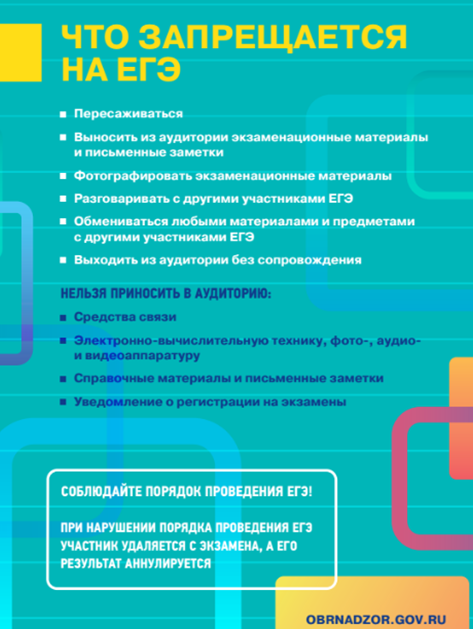 ЧТО ЗАПРЕЩАЕТСЯ
НА ЕГЭ
Пересаживаться
Выносить из аудитории экзаменационные материалы
и письменные заметки
Фотографировать экзаменационные материалы
Разговаривать с другими участниками ЕГЭ
Обмениваться любыми материалами и предметами
с другими участниками ЕГЭ
Выходить из аудитории без сопровождения
НЕЛЬЗЯ ПРИНОСИТЬ В АУДИТОРИЮ:
Средства связи
Электронно-вычислительную технику, фото-, аудио-
и видеоаппаратуру
Справочные материалы и письменные заметки
Уведомление о регистрации на экзамены
СОБЛЮДАЙТЕ ПОРЯДОК ПРОВЕДЕНИЯ ЕГЭ!
ПРИ НАРУШЕНИИ ПОРЯДКА ПРОВЕДЕНИЯ ЕГЭ
УЧАСТНИК УДАЛЯЕТСЯ С ЭКЗАМЕНА, А ЕГО
РЕЗУЛЬТАТ АННУЛИРУЕТСЯ
OBRNADZOR.GOV.RU